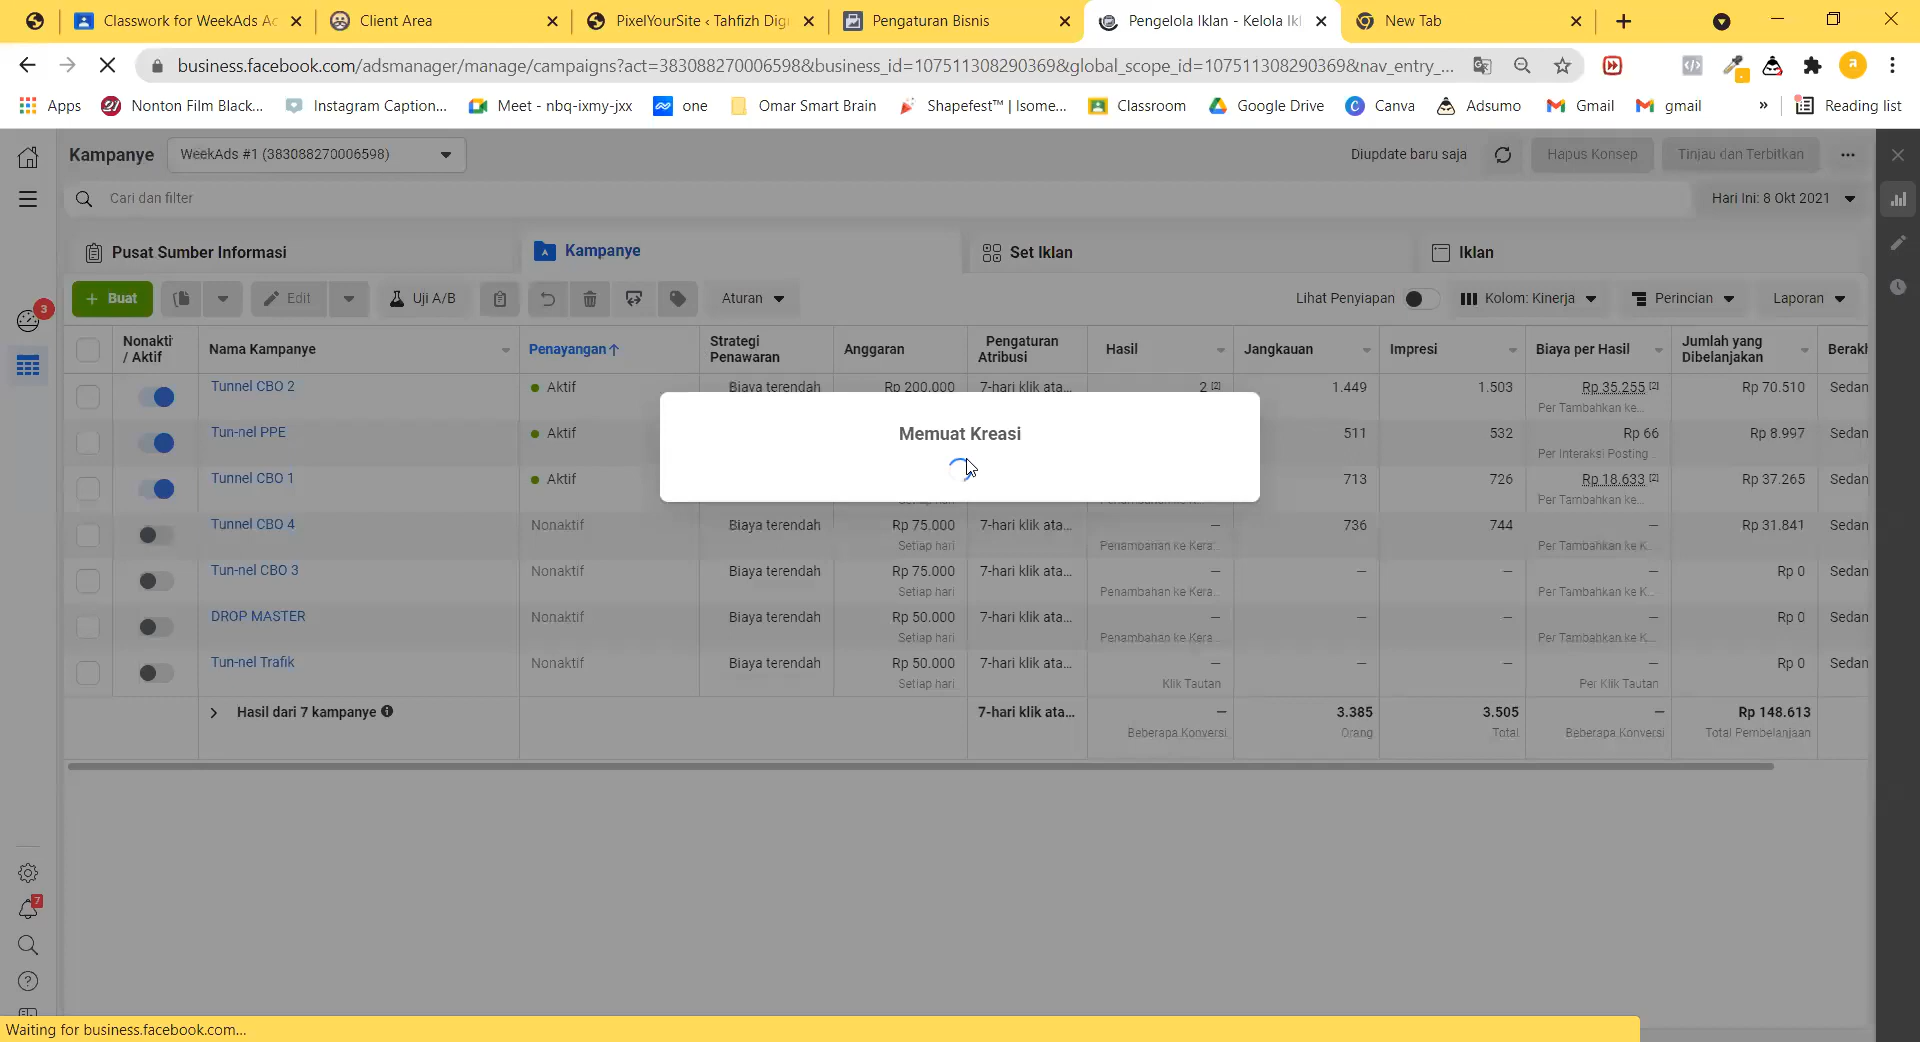 Classwork for WeekAds Ac
Client Area
PixelYourSite ‹ Tahfizh Digi
Pengaturan Bisnis
Pengelola Iklan - Kelola Ikl
New Tab
business.facebook.com/adsmanager/manage/campaigns?act=383088270006598&business_id=107511308290369&global_scope_id=107511308290369&nav_entry_...
Apps
Nonton Film Black...
Instagram Caption...
Meet - nbq-ixmy-jxx
one
Omar Smart Brain
Shapefest™ | Isome...
Classroom
Google Drive
Canva
Adsumo
Gmail
gmail
»
Reading list
Kampanye
WeekAds #1 (383088270006598)
Diupdate baru saja
Hapus Konsep
Tinjau dan Terbitkan
Cari dan filter
Hari Ini: 8 Okt 2021
Pusat Sumber Informasi
Kampanye
Set Iklan
Iklan
+ Buat
Edit
Uji A/B
Aturan
Lihat Penyiapan
Kolom: Kinerja
Perincian
Laporan
3
Nonakti
/ Aktif
Nama Kampanye
Penayangan↑
Strategi
Penawaran
Anggaran
Pengaturan
Atribusi
Hasil
Jangkauan
Impresi
Biaya per Hasil
Jumlah yang
Dibelanjakan
Berakh
Tunnel CBO 2
Aktif
Biaya terendah
Rp 200.000
7-hari klik ata...
2 [2]
1.449
1.503
Rp 35.255 [2]
Per Tambahkan ke...
Rp 70.510
Sedan
Tun-nel PPE
Aktif
511
532
Rp 66
Per Interaksi Posting
Rp 8.997
Sedan
Tunnel CBO 1
Aktif
713
726
Rp 18.633 [2]
Per Tambahkan ke...
Rp 37.265
Sedan
Memuat Kreasi
Tunnel CBO 4
Nonaktif
Biaya terendah
Rp 75.000
Setiap hari
7-hari klik ata...
—
Penambahan ke Kera...
736
744
—
Per Tambahkan ke K...
Rp 31.841
Sedan
Tun-nel CBO 3
Nonaktif
Biaya terendah
Rp 75.000
Setiap hari
7-hari klik ata...
—
Penambahan ke Kera...
—
—
—
Per Tambahkan ke K...
Rp 0
Sedan
DROP MASTER
Nonaktif
Biaya terendah
Rp 50.000
Setiap hari
7-hari klik ata...
—
Penambahan ke Kera...
—
—
—
Per Tambahkan ke K...
Rp 0
Sedan
Tun-nel Trafik
Nonaktif
Biaya terendah
Rp 50.000
Setiap hari
7-hari klik ata...
—
Klik Tautan
—
—
—
Per Klik Tautan
Rp 0
Sedan
Hasil dari 7 kampanye
7-hari klik ata...
—
Beberapa Konversi
3.385
Orang
3.505
Total
—
Beberapa Konversi
Rp 148.613
Total Pembelanjaan
7
Waiting for business.facebook.com...